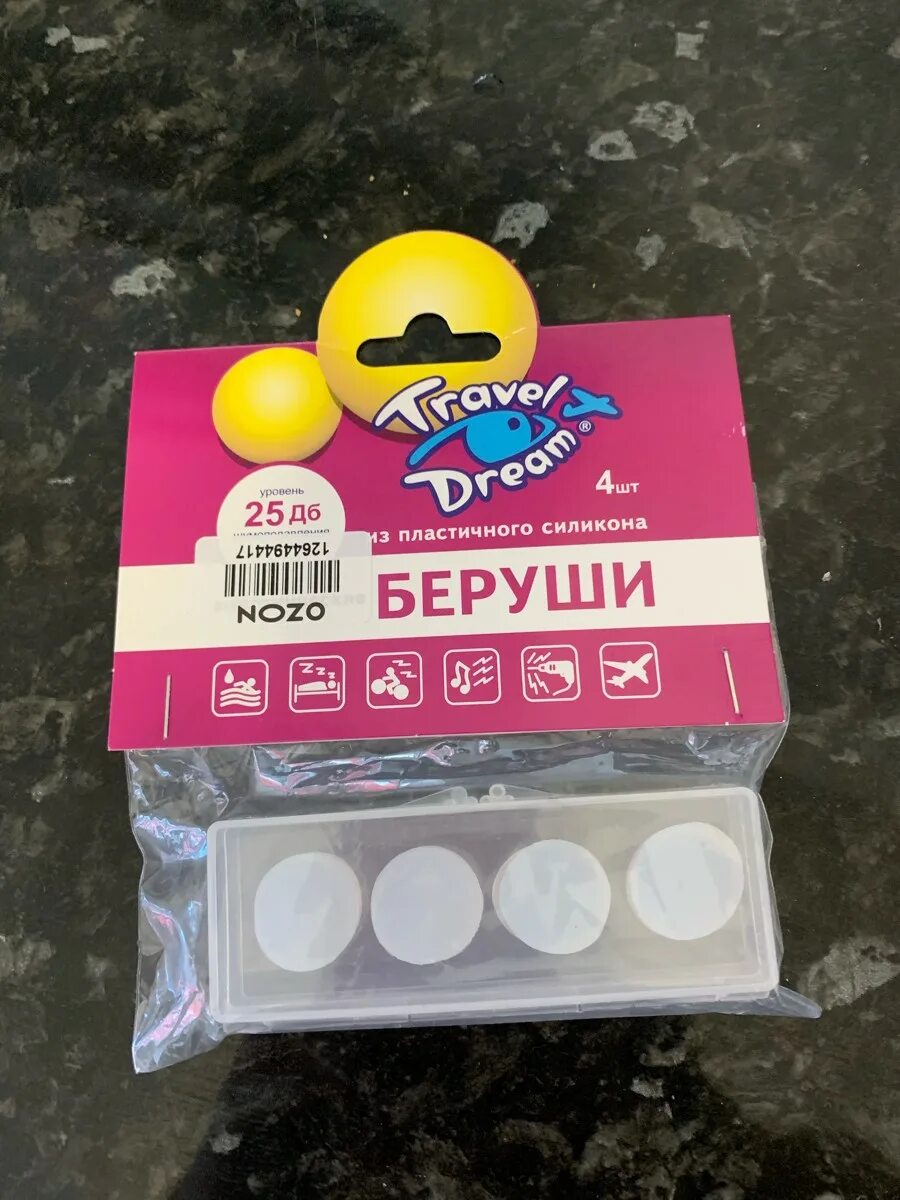 Travel
Dream®
4шт
уровень
25 Дб
из пластичного силикона
1264494417
OZON
БЕРУШИ